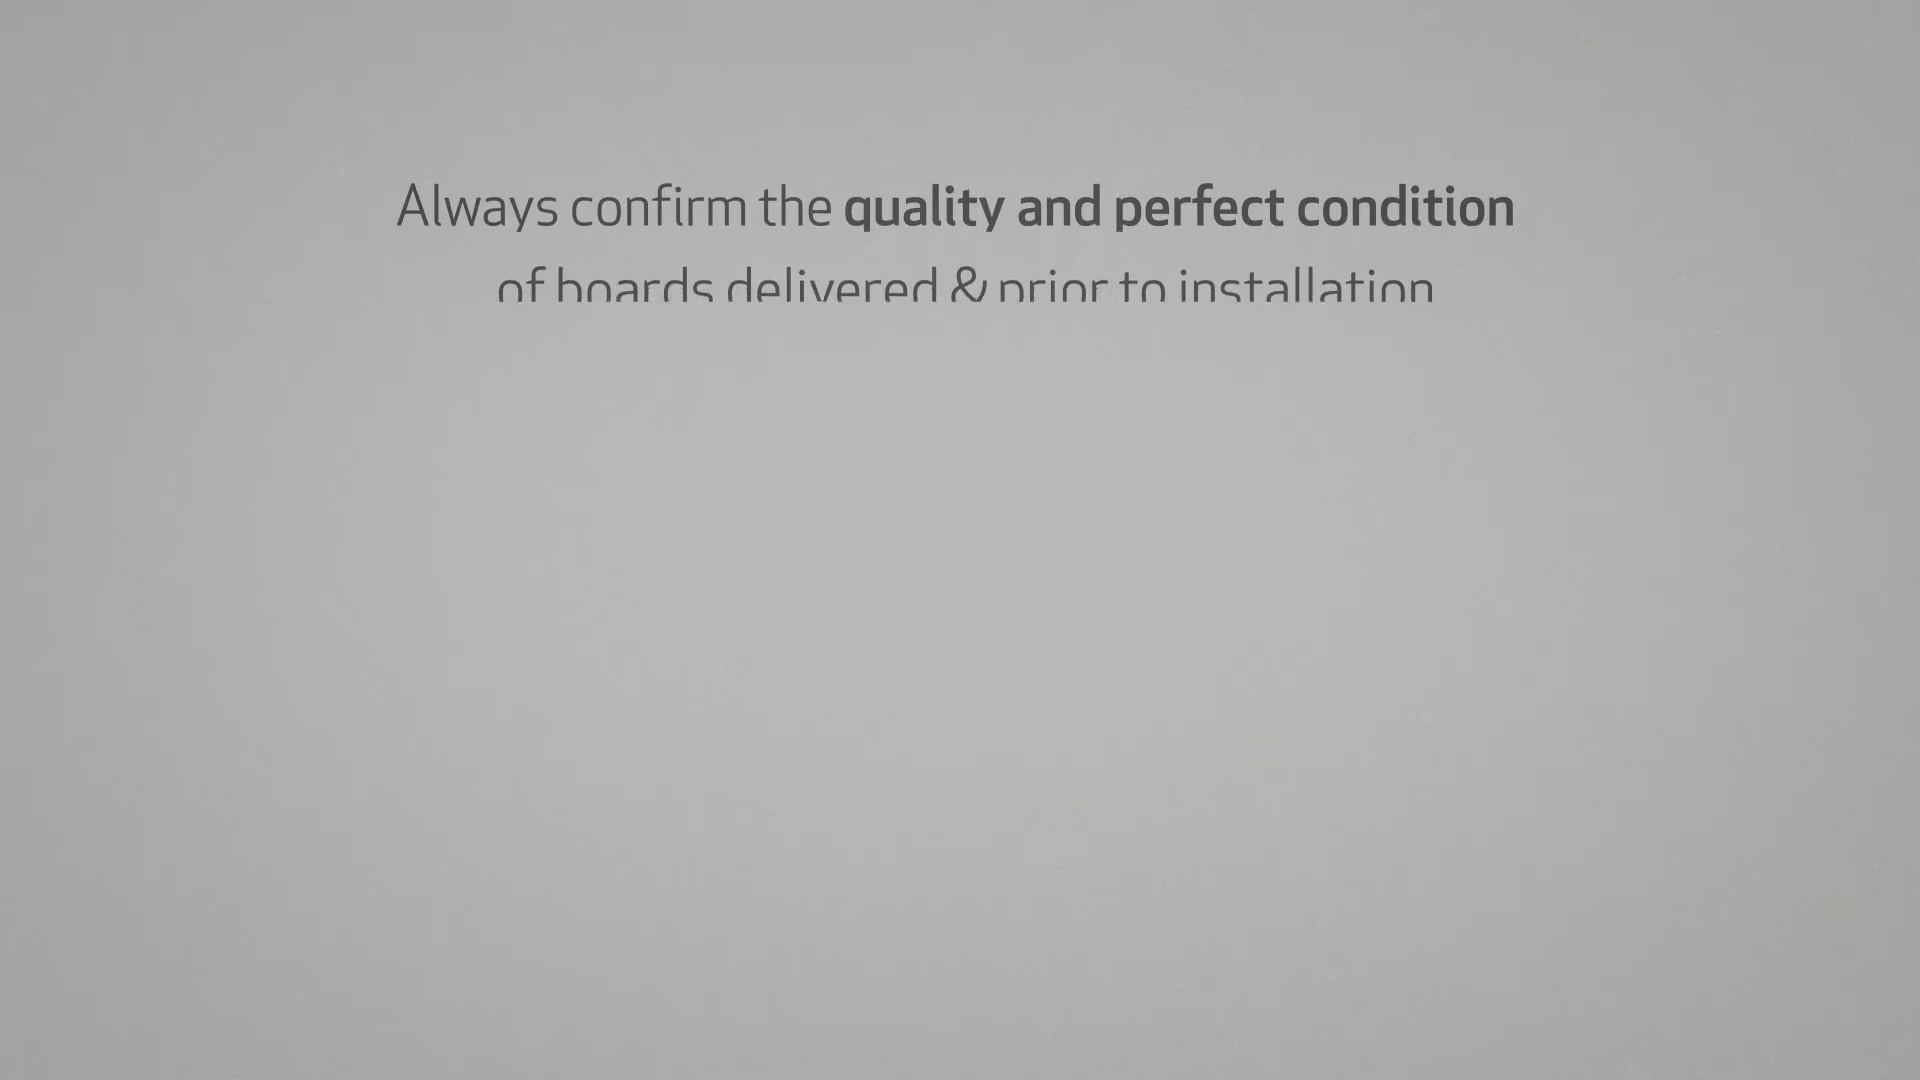 Always confirm the quality and perfect condition
of boards delivered & prior to installation